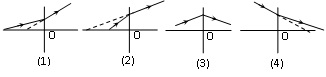 O O O O
(1) (2) (3) (4)